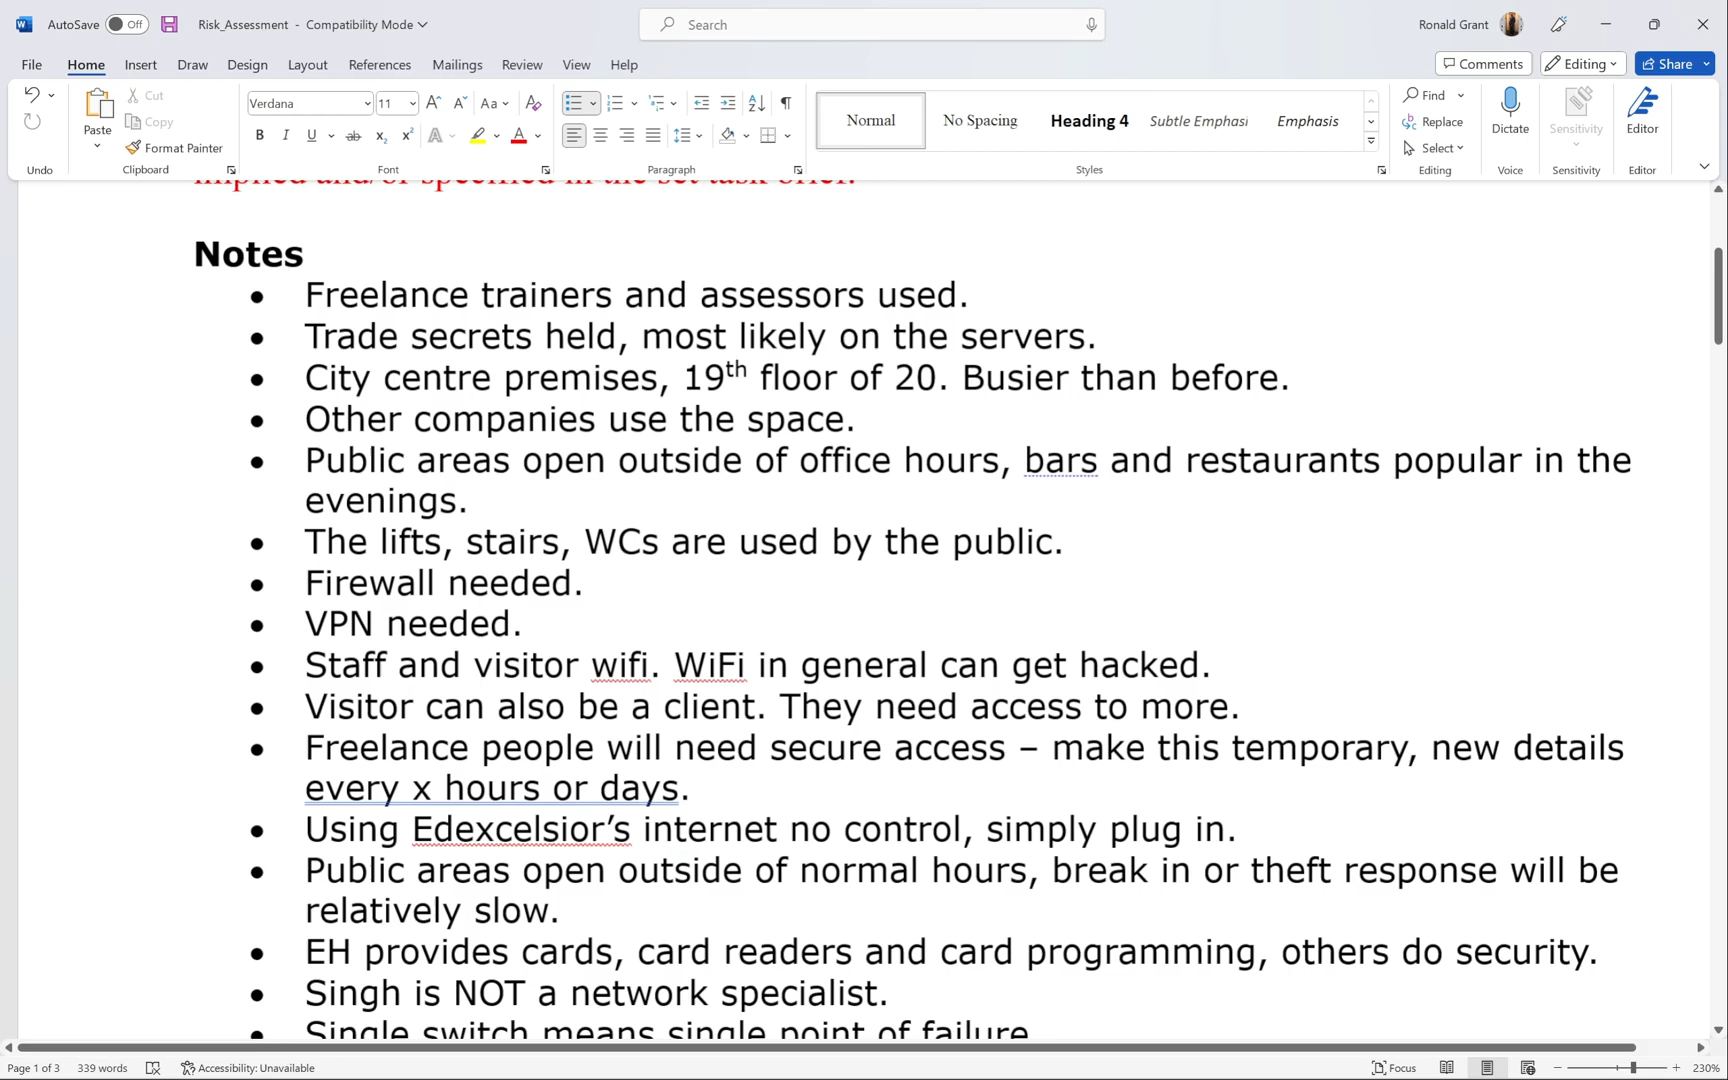 AutoSave Off Risk_Assessment - Compatibility Mode Search Ronald Grant
File Home Insert Draw Design Layout References Mailings Review View Help Comments Editing Share
Paste Cut Copy Format Painter
Verdana 11 Aa
Normal No Spacing Heading 4 Subtle Emphasi Emphasis
Find Replace Select Dictate Sensitivity Editor
Undo Clipboard Font Paragraph Styles Editing Voice Sensitivity Editor
implied and/or specified in the set task brief.
Notes
• Freelance trainers and assessors used.
• Trade secrets held, most likely on the servers.
• City centre premises, 19th floor of 20. Busier than before.
• Other companies use the space.
• Public areas open outside of office hours, bars and restaurants popular in the
evenings.
• The lifts, stairs, WCs are used by the public.
• Firewall needed.
• VPN needed.
• Staff and visitor wifi. WiFi in general can get hacked.
• Visitor can also be a client. They need access to more.
• Freelance people will need secure access – make this temporary, new details
every x hours or days.
• Using Edexcelsior’s internet no control, simply plug in.
• Public areas open outside of normal hours, break in or theft response will be
relatively slow.
• EH provides cards, card readers and card programming, others do security.
• Singh is NOT a network specialist.
• Single switch means single point of failure
Page 1 of 3 339 words Accessibility: Unavailable Focus 230%